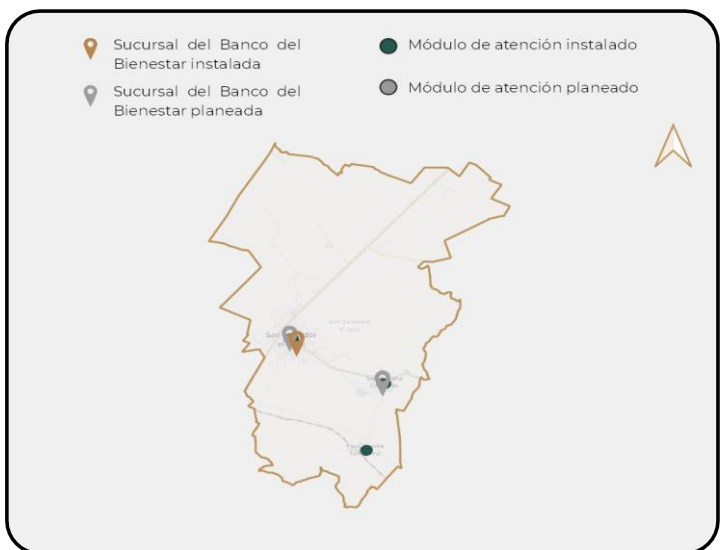 Sucursal del Banco del
Bienestar instalada
Sucursal del Banco del
Bienestar planeada
Módulo de atención instalado
Módulo de atención planeado
San